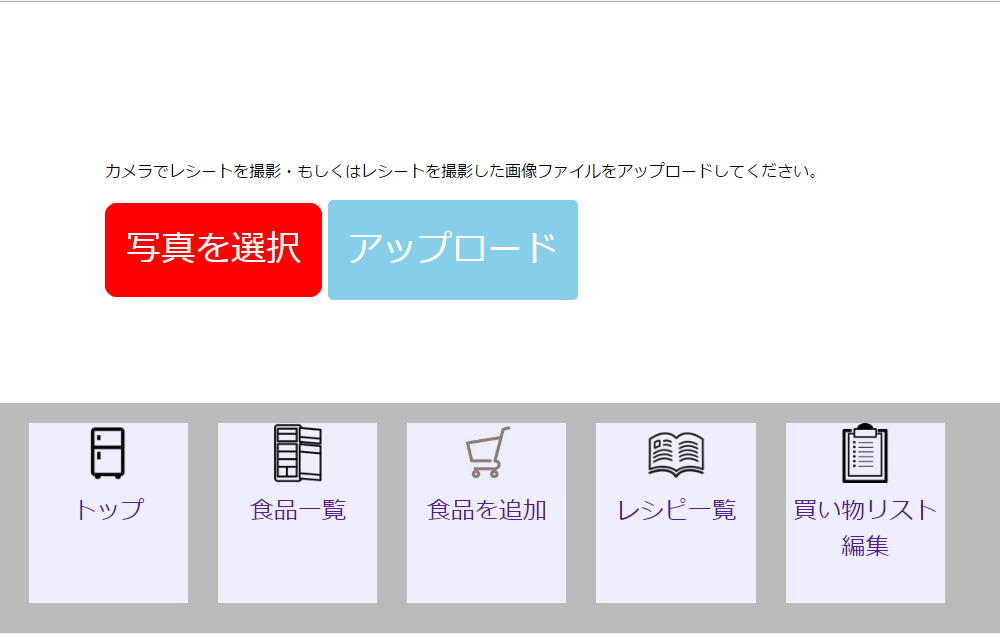 カメラでレシートを撮影・もしくはレシートを撮影した画像ファイルをアップロードしてください。
写真を選択
アップロード
トップ
食品一覧
食品を追加
レシピ一覧
買い物リスト
編集